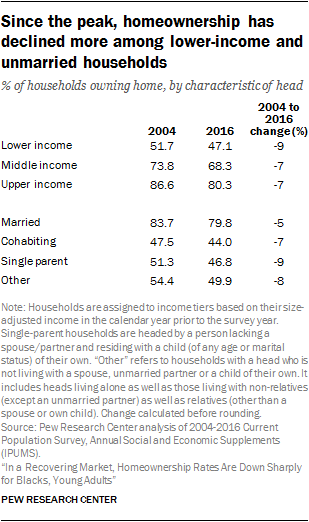 Since the peak, homeownership has
declined more among lower-income and
unmarried households
% of households owning home, by characteristic of head
2004 2016 2004 to 2016 change (%)
Lower income 51.7 47.1 -9
Middle income 73.8 68.3 -7
Upper income 86.6 80.3 -7
Married 83.7 79.8 -5
Cohabiting 47.5 44.0 -7
Single parent 51.3 46.8 -9
Other 54.4 49.9 -8
Note: Households are assigned to income tiers based on their size-
adjusted income in the calendar year prior to the survey year.
Single-parent households are headed by a person lacking a
spouse/partner and residing with a child (of any age or marital
status) of their own. “Other” refers to households with a head who is
not living with a spouse, unmarried partner or a child of their own. It
includes heads living alone as well as those living with non-relatives
(except an unmarried partner) as well as relatives (other than a
spouse or own child). Change calculated before rounding.
Source: Pew Research Center analysis of 2004-2016 Current
Population Survey, Annual Social and Economic Supplements
(IPUMS).
“In a Recovering Market, Homeownership Rates Are Down Sharply
for Blacks, Young Adults”
PEW RESEARCH CENTER